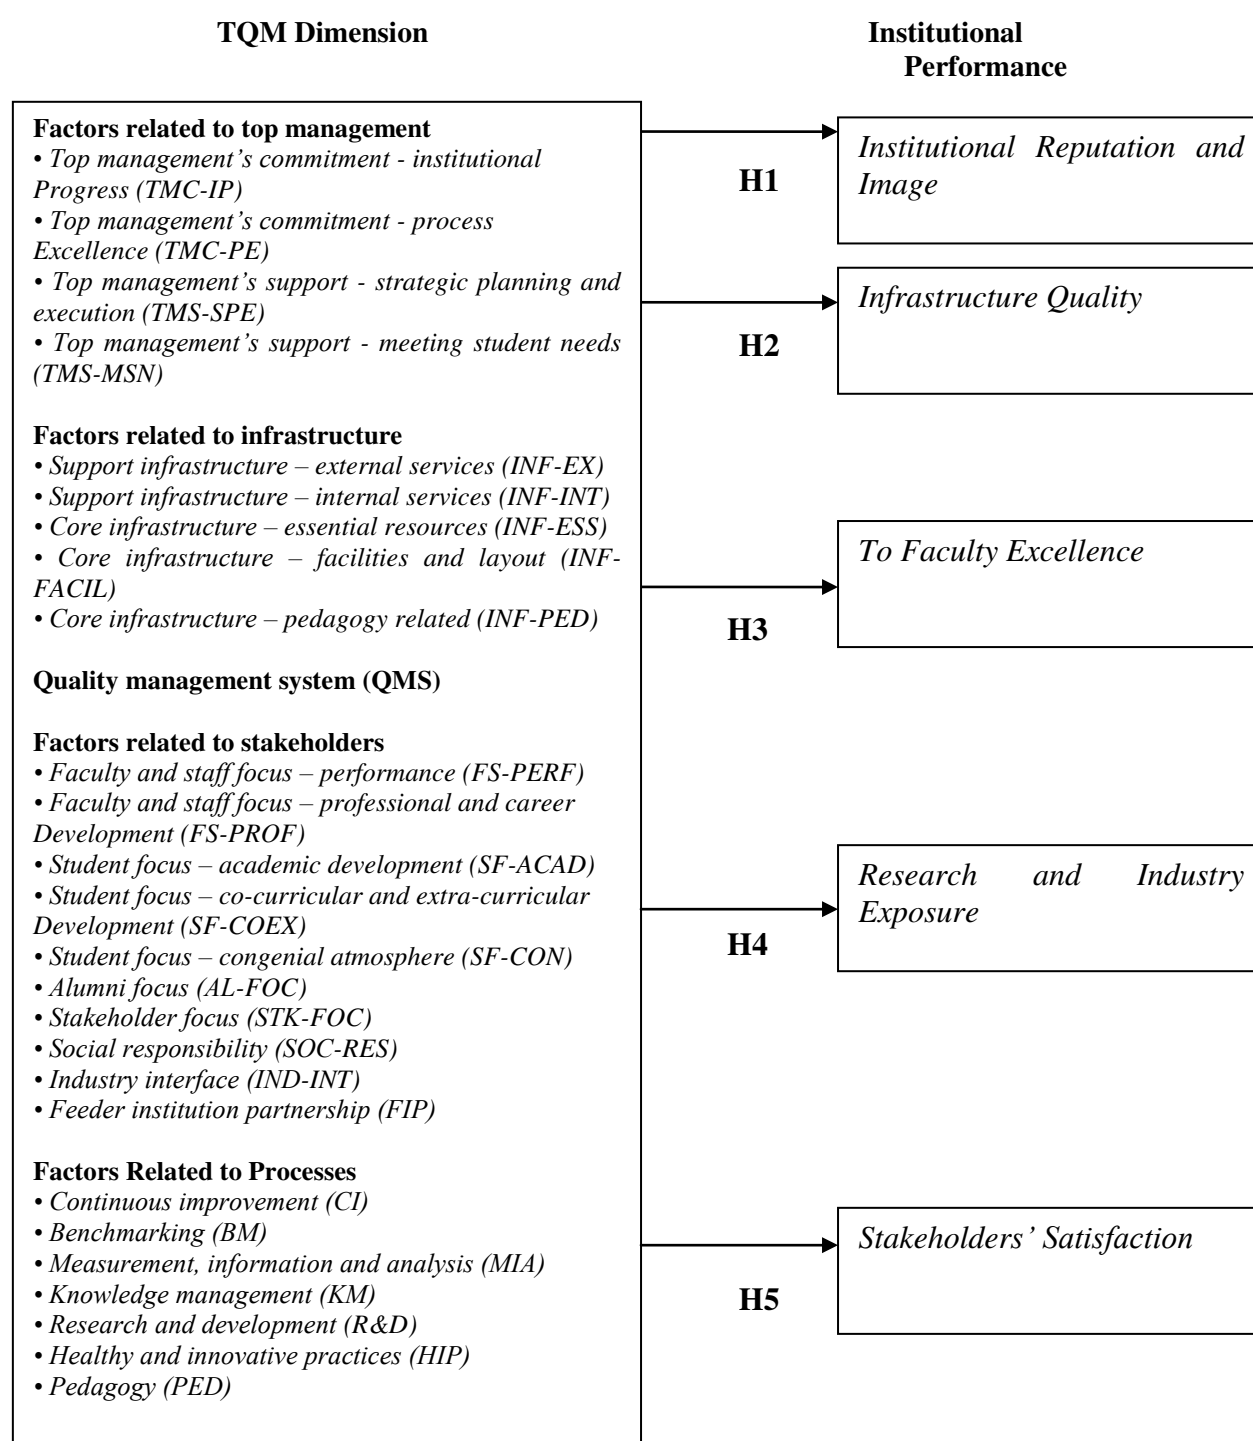 TQM Dimension
Institutional
Performance
Factors related to top management
• Top management’s commitment - institutional
Progress (TMC-IP)
• Top management’s commitment - process
Excellence (TMC-PE)
• Top management’s support - strategic planning and
execution (TMS-SPE)
• Top management’s support - meeting student needs
(TMS-MSN)
Factors related to infrastructure
• Support infrastructure – external services (INF-EX)
• Support infrastructure – internal services (INF-INT)
• Core infrastructure – essential resources (INF-ESS)
• Core infrastructure – facilities and layout (INF-
FACIL)
• Core infrastructure – pedagogy related (INF-PED)
Quality management system (QMS)
Factors related to stakeholders
• Faculty and staff focus – performance (FS-PERF)
• Faculty and staff focus – professional and career
Development (FS-PROF)
• Student focus – academic development (SF-ACAD)
• Student focus – co-curricular and extra-curricular
Development (SF-COEX)
• Student focus – congenial atmosphere (SF-CON)
• Alumni focus (AL-FOC)
• Stakeholder focus (STK-FOC)
• Social responsibility (SOC-RES)
• Industry interface (IND-INT)
• Feeder institution partnership (FIP)
Factors Related to Processes
• Continuous improvement (CI)
• Benchmarking (BM)
• Measurement, information and analysis (MIA)
• Knowledge management (KM)
• Research and development (R&D)
• Healthy and innovative practices (HIP)
• Pedagogy (PED)
H1
Institutional Reputation and
Image
H2
Infrastructure Quality
H3
To Faculty Excellence
H4
Research and Industry
Exposure
H5
Stakeholders’ Satisfaction